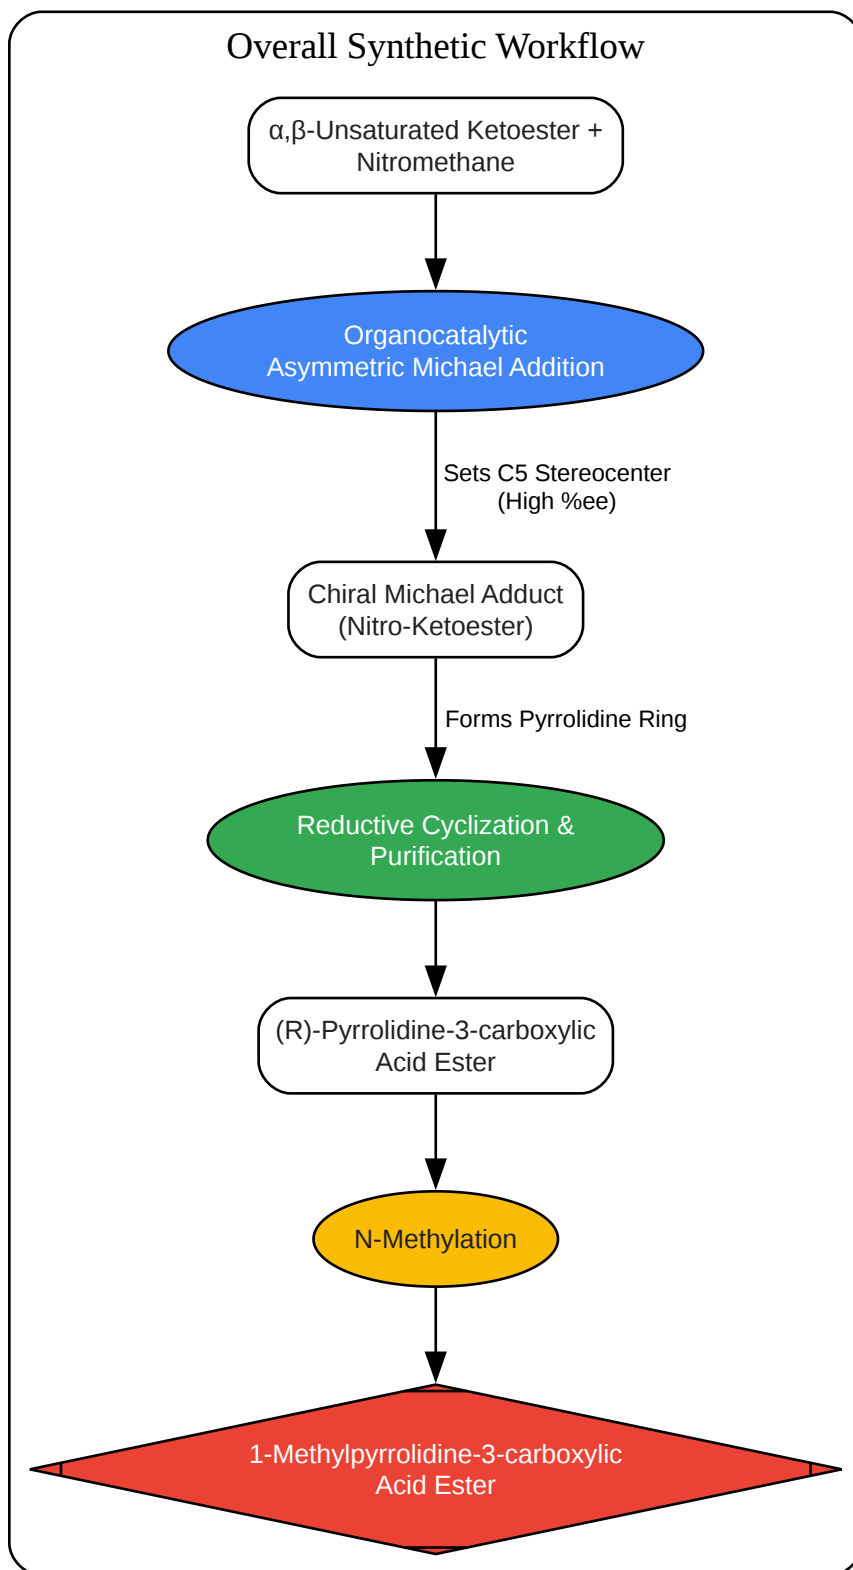 Overall Synthetic Workflow
α,β-Unsaturated Ketoester +
Nitromethane
Organocatalytic
Asymmetric Michael Addition
Sets C5 Stereocenter
(High %ee)
Chiral Michael Adduct
(Nitro-Ketoester)
Forms Pyrrolidine Ring
Reductive Cyclization &
Purification
(R)-Pyrrolidine-3-carboxylic
Acid Ester
N-Methylation
1-Methylpyrrolidine-3-carboxylic
Acid Ester